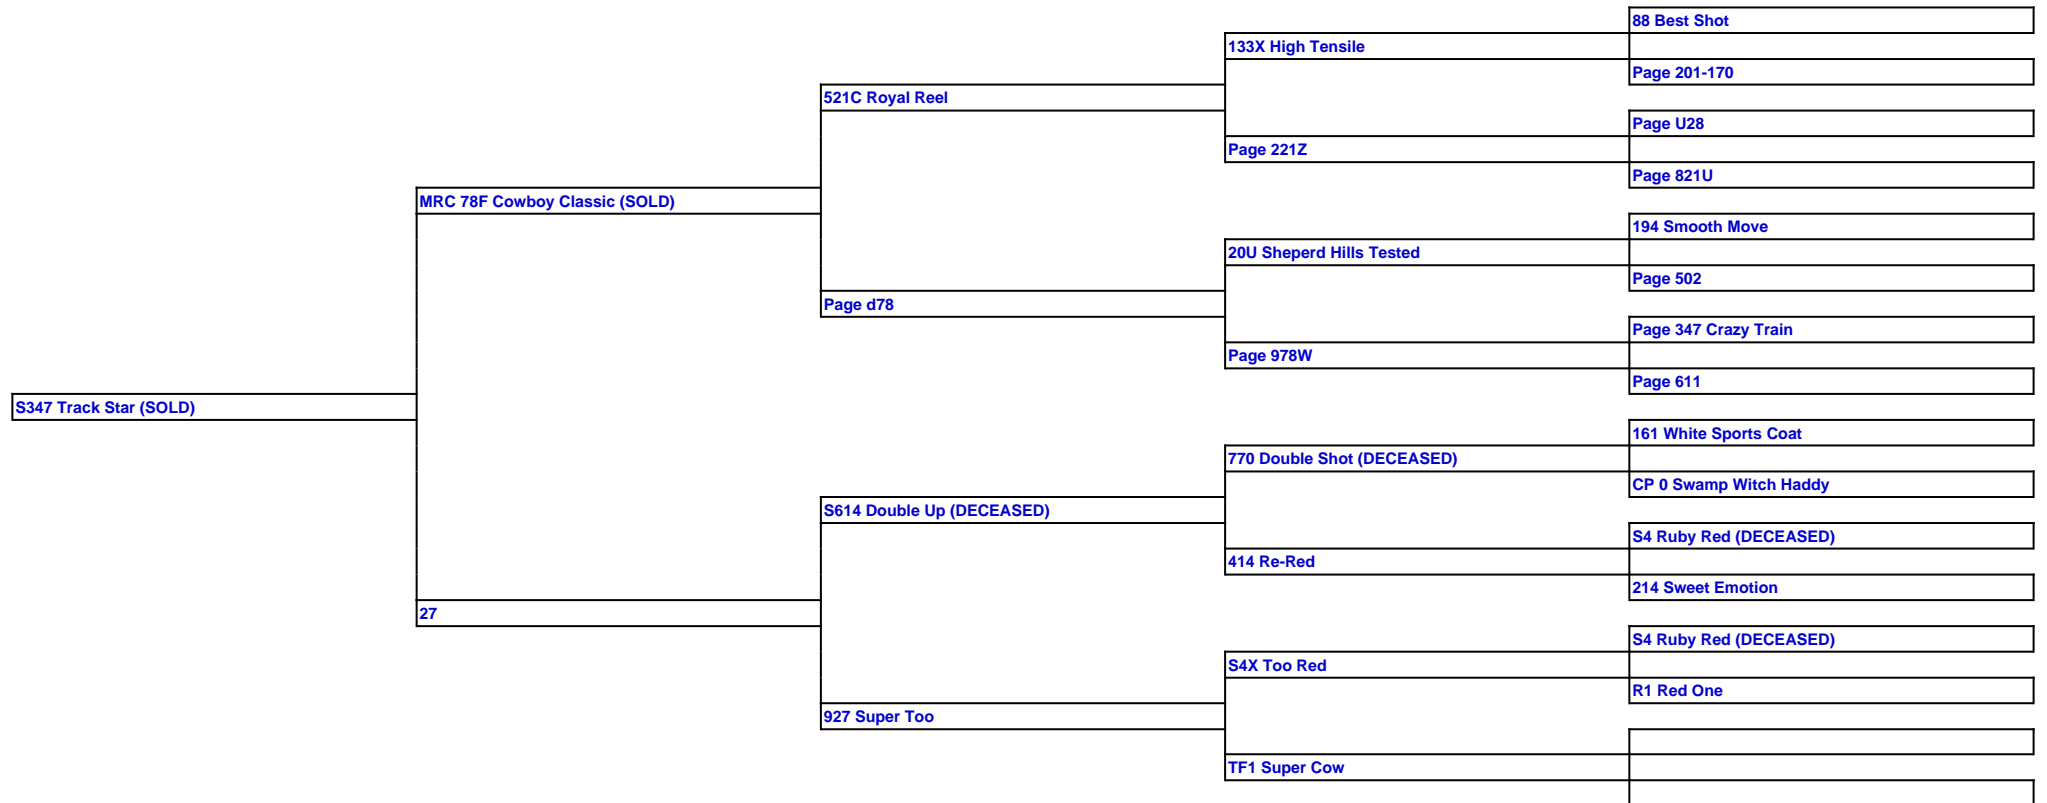 88 Best Shot
133X High Tensile
Page 201-170
521C Royal Reel
Page U28
Page 221Z
Page 821U
MRC 78F Cowboy Classic (SOLD)
194 Smooth Move
20U Sheperd Hills Tested
Page 502
Page d78
Page 347 Crazy Train
Page 978W
Page 611
S347 Track Star (SOLD)
161 White Sports Coat
770 Double Shot (DECEASED)
CP 0 Swamp Witch Haddy
S614 Double Up (DECEASED)
S4 Ruby Red (DECEASED)
414 Re-Red
214 Sweet Emotion
27
S4 Ruby Red (DECEASED)
S4X Too Red
R1 Red One
927 Super Too
TF1 Super Cow